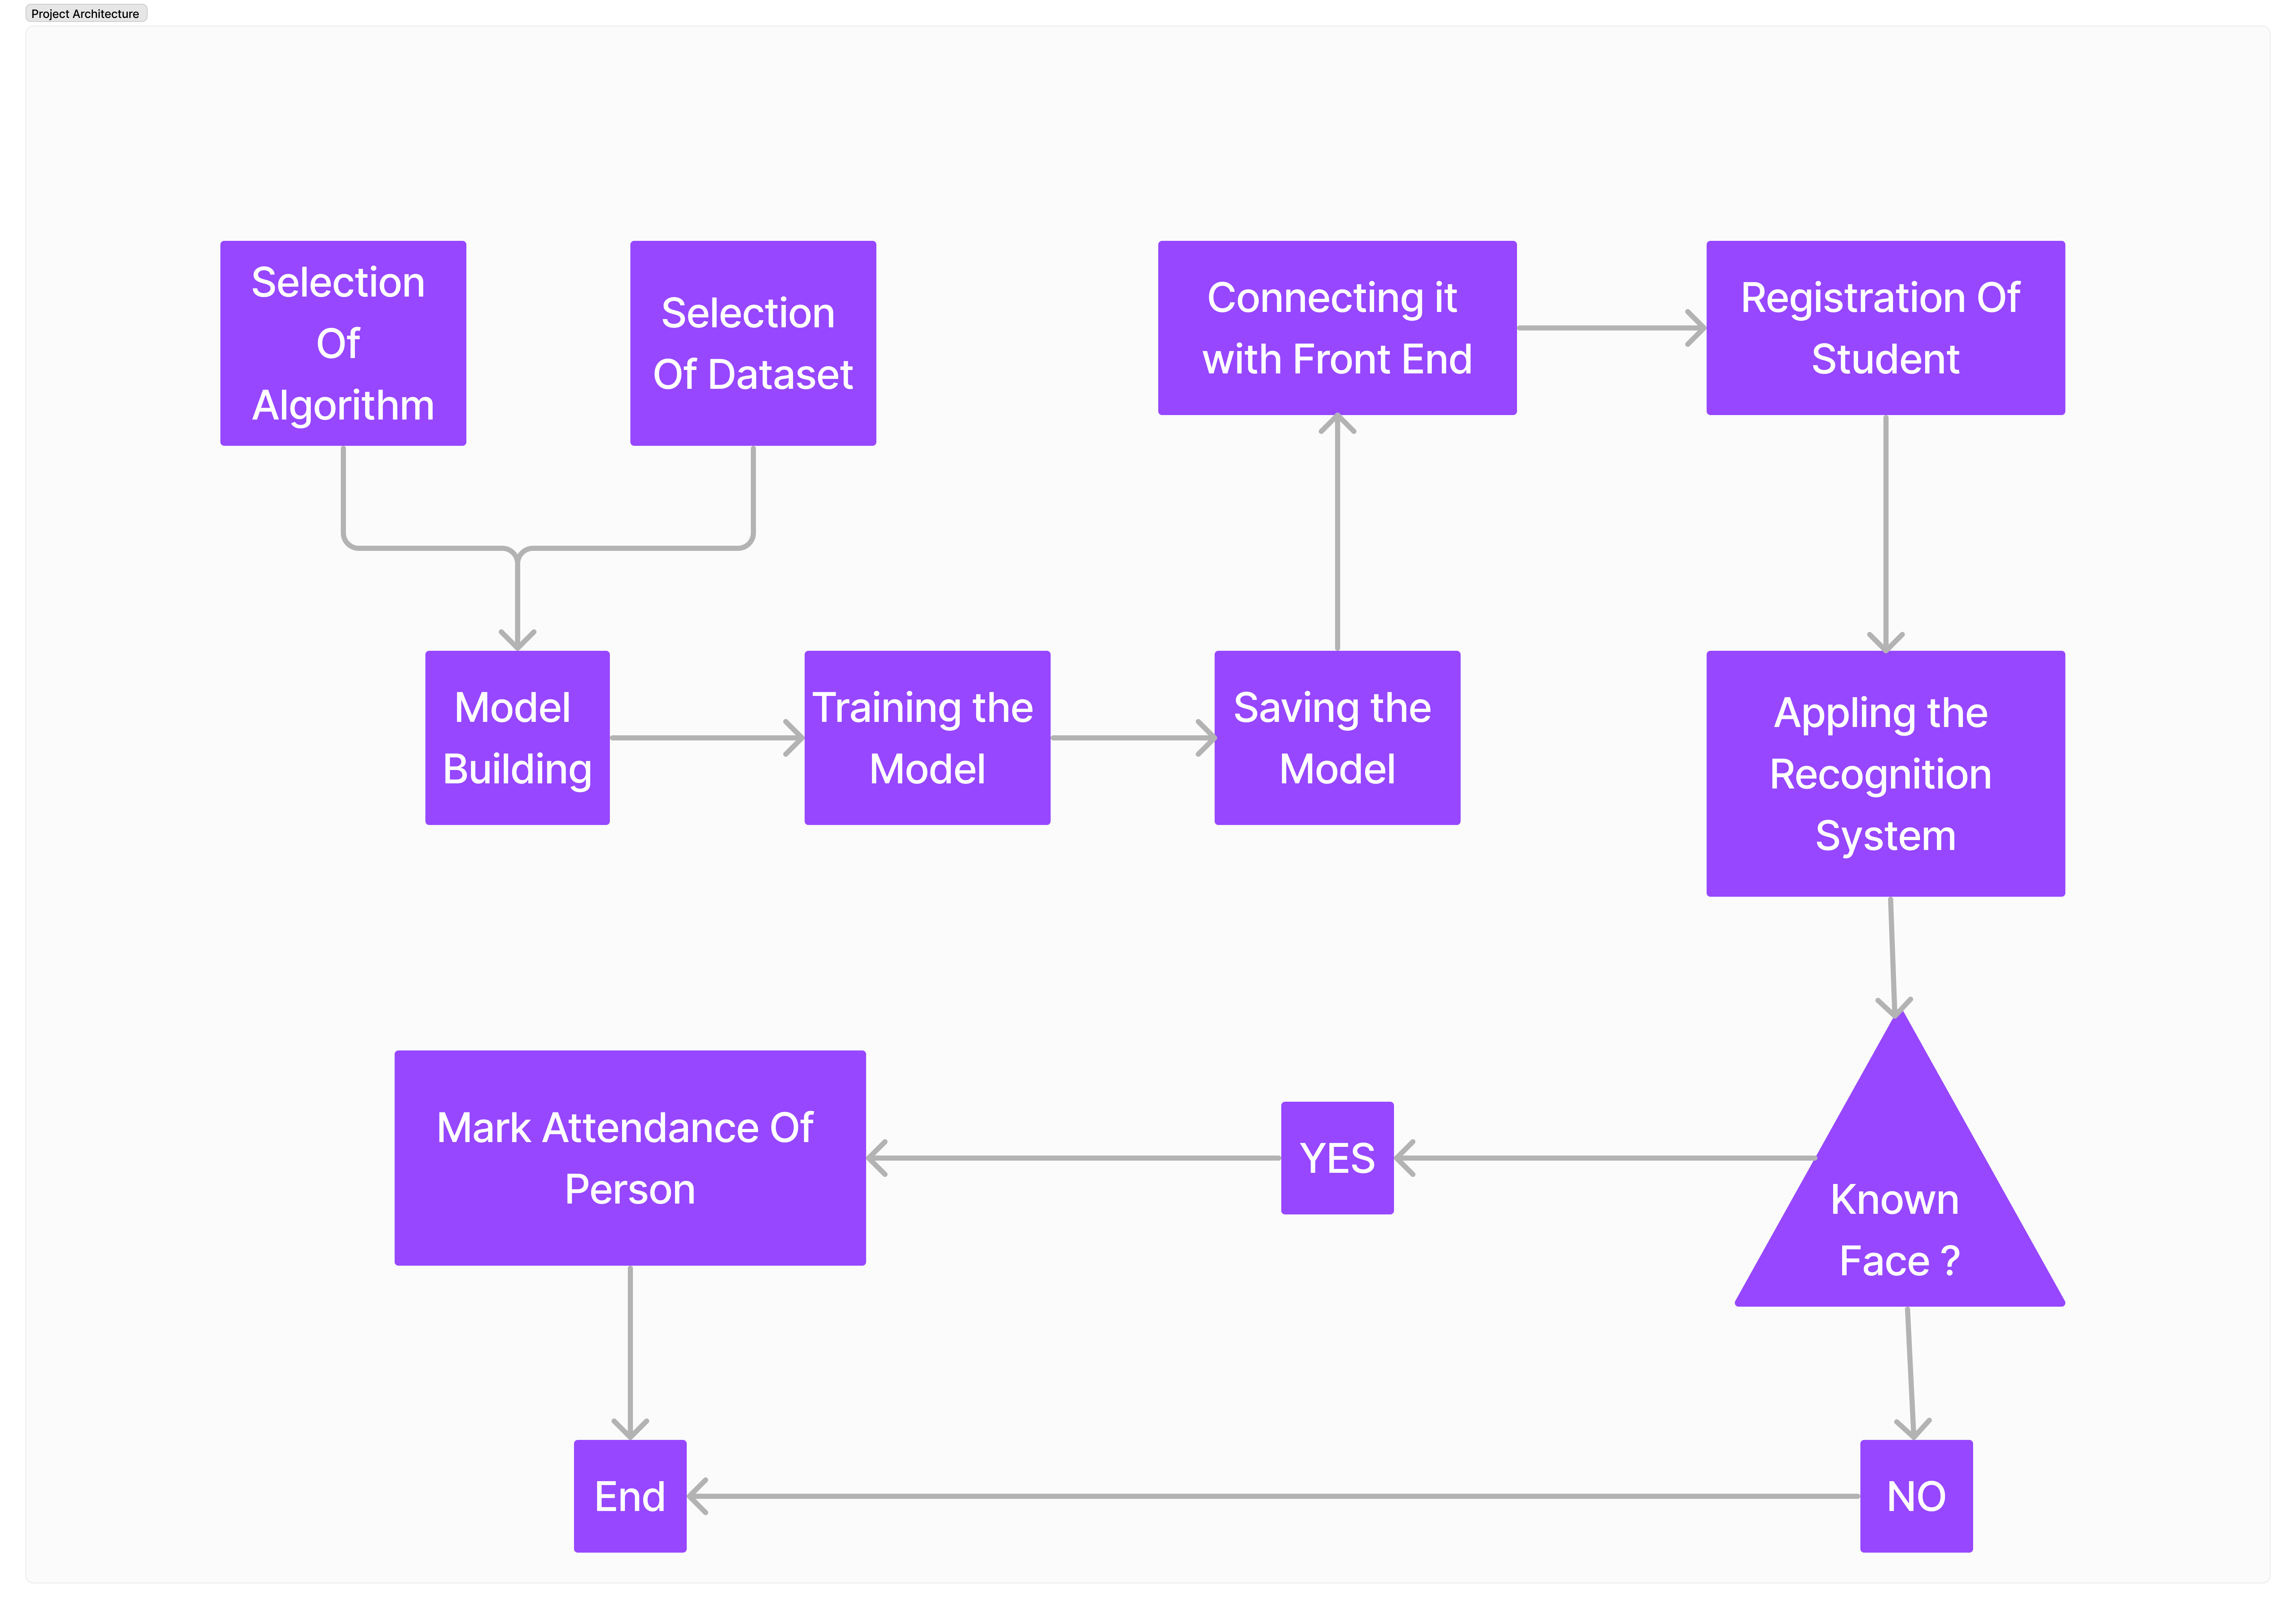 Project Architecture
Selection
Of
Algorithm
Selection
Of Dataset
Connecting it
with Front End
Registration Of
Student
Model
Building
Training the
Model
Saving the
Model
Appling the
Recognition
System
Mark Attendance Of
Person
YES
Known
Face ?
End
NO